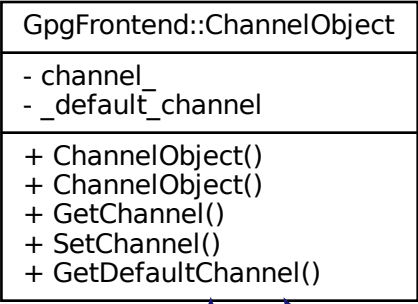 GpgFrontend::ChannelObject
- channel_
- _default_channel
+ ChannelObject()
+ ChannelObject()
+ GetChannel()
+ SetChannel()
+ GetDefaultChannel()